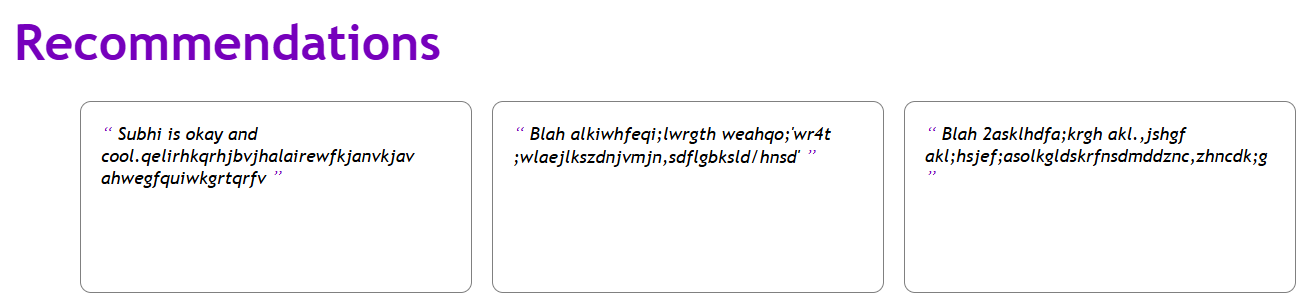 Recommendations
“ Subhi is okay and
cool.qelirhkqrhjbvjhalairewfkjanvkjav
ahwegfquiwkgrtqrfv ”
“ Blah alkiwhfeqi;lwrgth weahqo;'wr4t
;wlaejlkszdnjvmjn,sdflgbksld/hnsd' ”
“ Blah 2asklhdfa;krgh akl.,jshgf
akl;hsjef;asolkgldskrfnsdmddznc,zhncdk;g
”